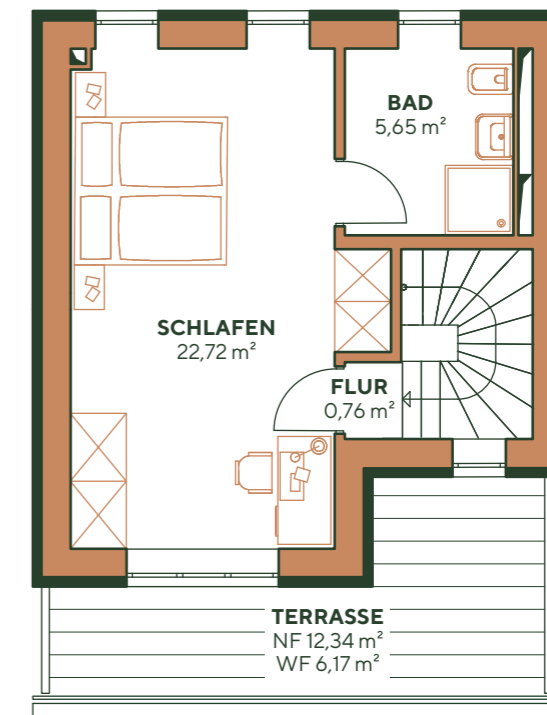 BAD
5,65 m²
SCHLAFEN
22,72 m²
FLUR
0,76 m²
TERRASSE
NF 12,34 m²
WF 6,17 m²